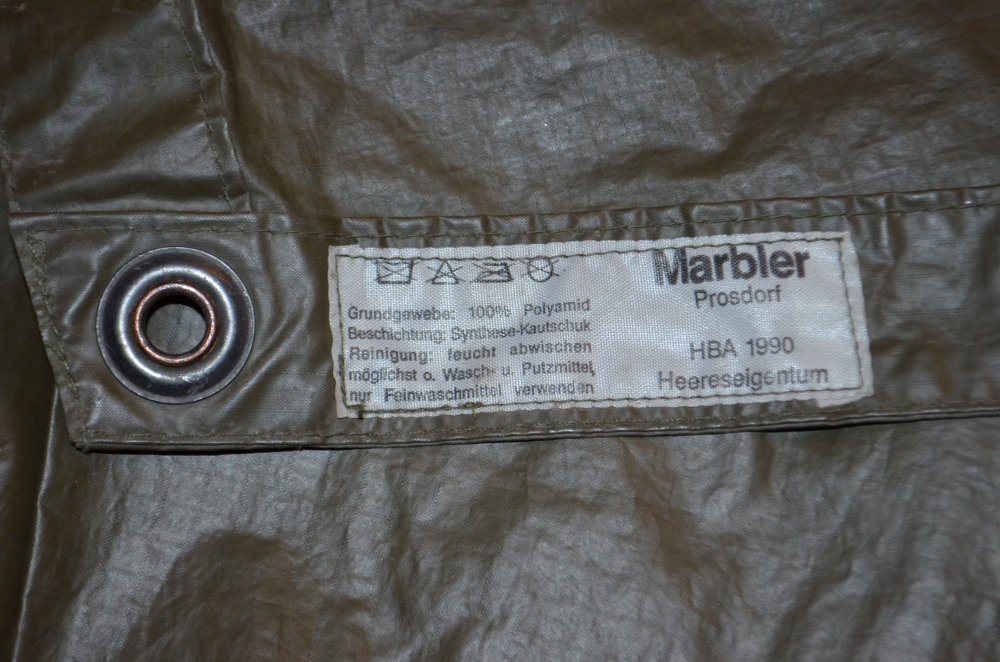 Grundgewebe: 100% Polyamid
Beschichtung: Synthese-Kautschuk
Reinigung: feucht abwischen
möglichst o. Wasch- u. Putzmittel,
nur Feinwaschmittel verwenden
Marbler
Prosdorf
HBA 1990
Heereseigentum